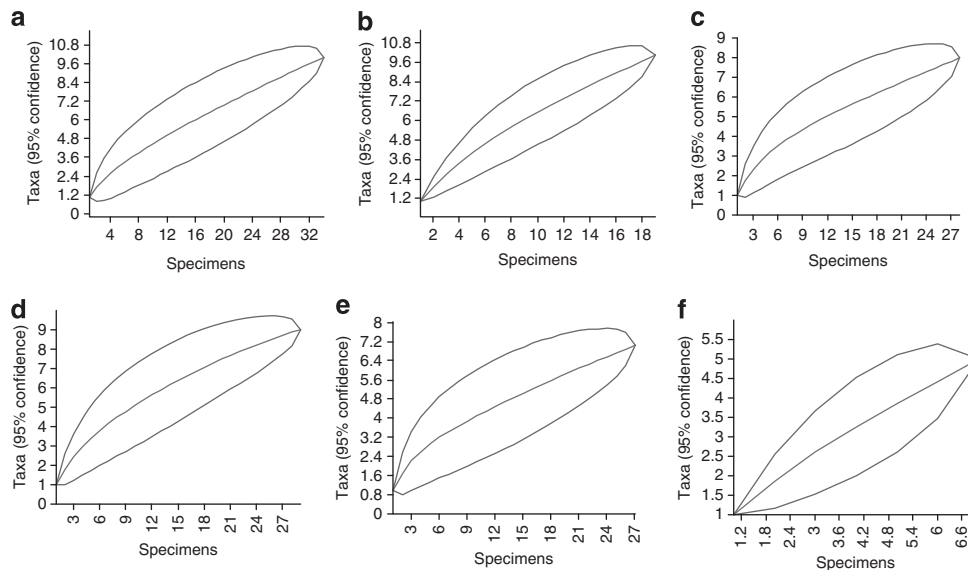 a
Taxa (95% confidence)
10.8
9.6
8.4
7.2
6
4.8
3.6
2.4
1.2
0
4 8 12 16 20 24 28 32
Specimens
b
Taxa (95% confidence)
10.8
9.6
8.4
7.2
6
4.8
3.6
2.4
1.2
2 4 6 8 10 12 14 16 18
Specimens
c
Taxa (95% confidence)
9
8
7
6
5
4
3
2
1
0
3 6 9 12 15 18 21 24 27
Specimens
d
Taxa (95% confidence)
9
8
7
6
5
4
3
2
1
0
3 6 9 12 15 18 21 24 27
Specimens
e
Taxa (95% confidence)
8
7.2
6.4
5.6
4.8
4
3.2
2.4
1.6
0.8
0
3 6 9 12 15 18 21 24 27
Specimens
f
Taxa (95% confidence)
5.5
5
4.5
4
3.5
3
2.5
2
1.5
1
1.2 1.8 2.4 3 3.6 4.2 4.8 5.4 6 6.6
Specimens